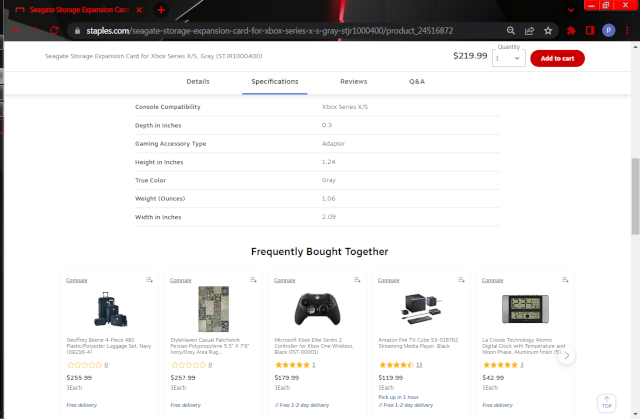 Seagate Storage Expansion Card
staples.com/seagate-storage-expansion-card-for-xbox-series-x-s-gray-stjr1000400/product_24516872
P
Seagate Storage Expansion Card for Xbox Series X/S, Gray (STJR1000400)
$219.99
Quantity
1
Add to cart
Details
Specifications
Reviews
Q&A
Console Compatibility Xbox Series X/S
Depth in Inches 0.3
Gaming Accessory Type Adapter
Height in Inches 1.24
True Color Gray
Weight (Ounces) 1.06
Width in Inches 2.09
Frequently Bought Together
Compare Compare Compare Compare Compare
Geoffrey Beene 4-Piece ABS
Plastic/Polyester Luggage Set, Navy
(SB216-4)
0
$255.99
1Each
Free delivery
StyleHaven Casual Patchwork
Persian Polypropylene 5'3" X 7'6"
Ivory/Grey Area Rug...
0
$257.99
1Each
Free delivery
Microsoft Xbox Elite Series 2
Controller for Xbox One Wireless,
Black (FST-00001)
1
$179.99
1Each
Free 1-2 day delivery
Amazon Fire TV Cube 53-018762
Streaming Media Player, Black
15
$119.99
1Each
Pick up in 1 hour
Free 1-2 day delivery
La Crosse Technology Atomic
Digital Clock with Temperature and
Moon Phase, Aluminum finish (5)
3
$42.99
1Each
Free delivery
TOP